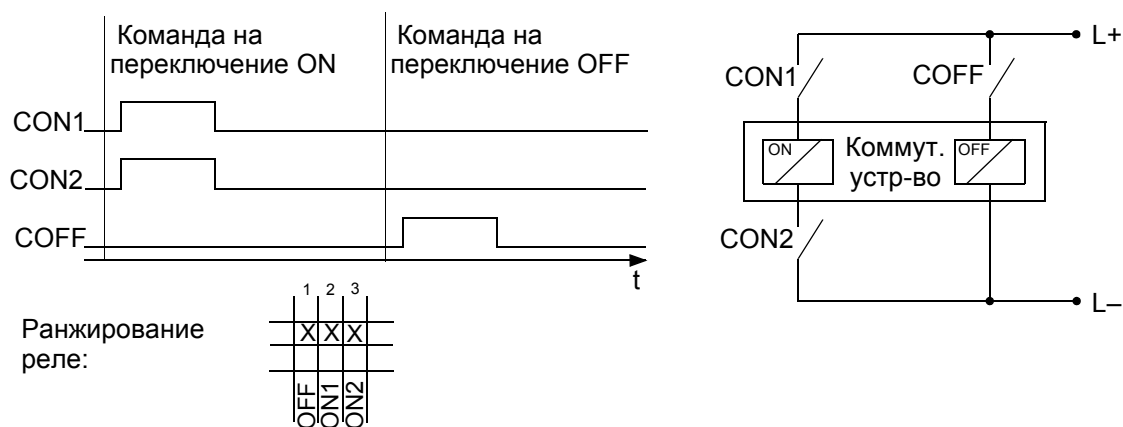 Команда на
переключение ON
Команда на
переключение OFF
CON1
CON2
COFF
t
1 2 3
Ранжирование
реле:
X X X
OFF
ON1
ON2
L+
CON1
COFF
ON
Коммут.
устр-во
OFF
CON2
L–